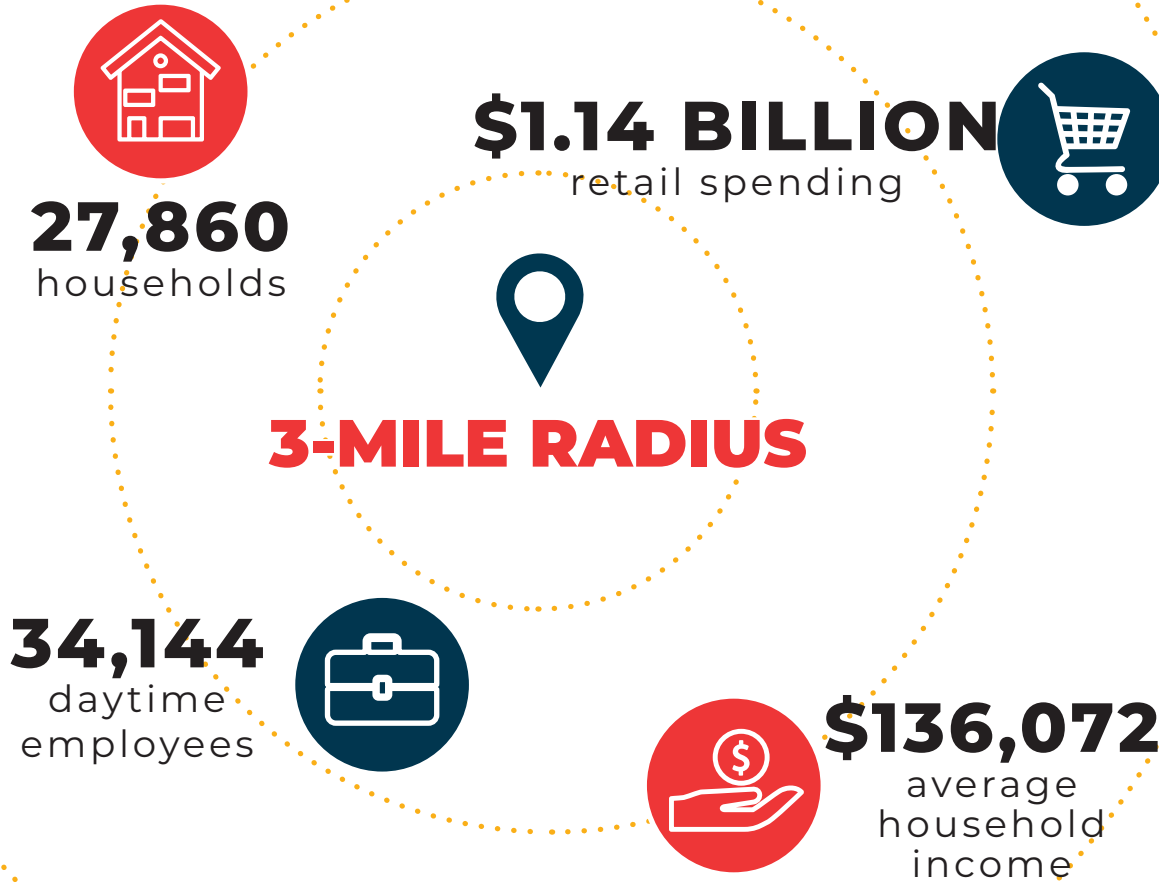 $1.14 BILLION
retail spending
27,860
households
3-MILE RADIUS
34,144
daytime
employees
$136,072
average
household
income